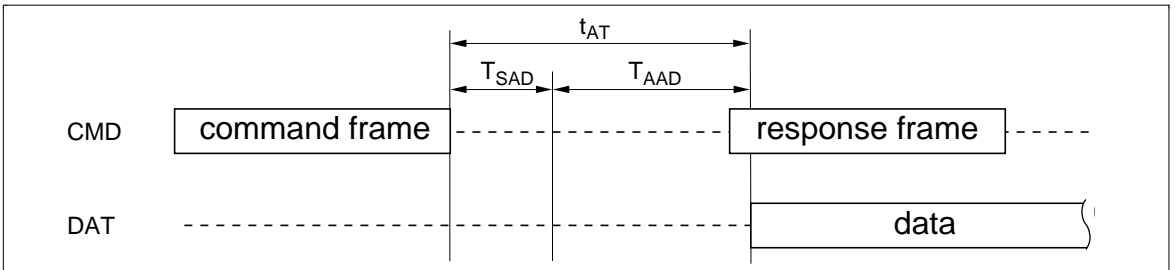 tAT
TSAD TAAD
CMD command frame response frame
DAT data